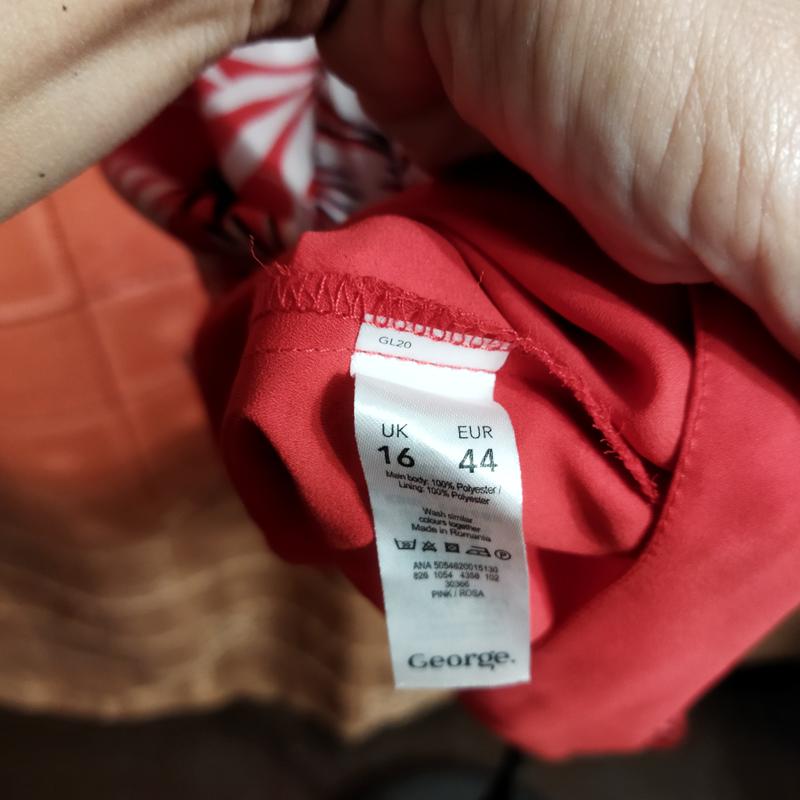 GL20
UK EUR
16 44
Main body: 100% Polyester /
Lining: 100% Polyester
Wash similar
colours together
Made in Romania
ANA 5054820015130
826 1054 4358 102
30366
PINK / ROSA
George.